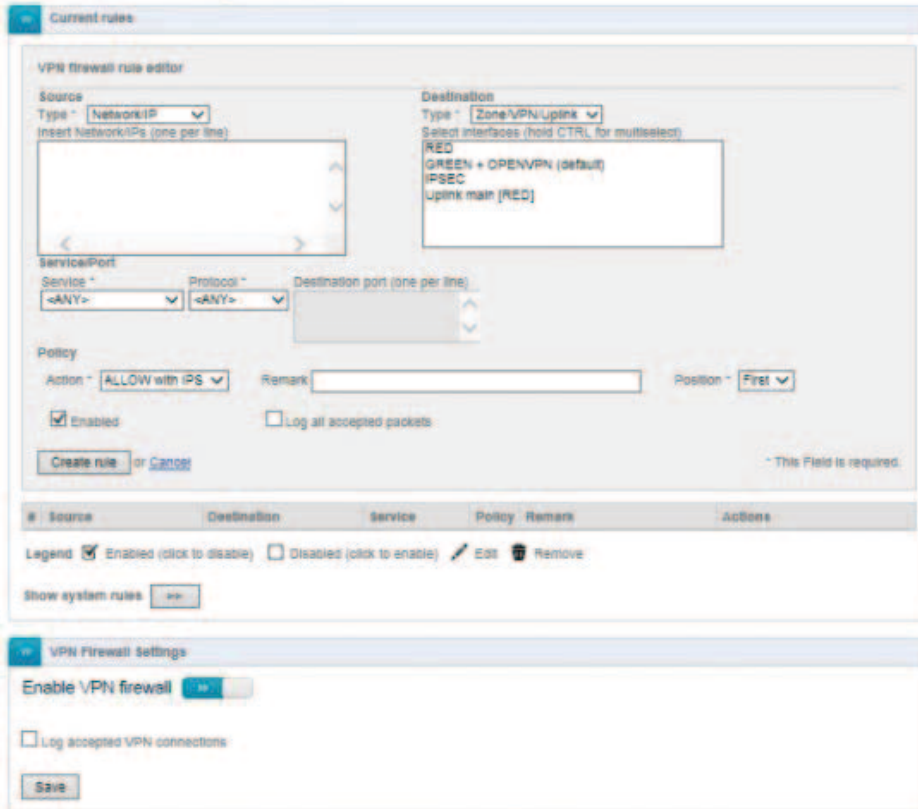 Current rules
VPN firewall rule editor
Source Destination
Type * Network/IP Type * Zone/VPN/Uplink
Insert Network/IPs (one per line) Select interfaces (hold CTRL for multiselect)
RED
GREEN + OPENVPN (default)
IPSEC
Uplink main [RED]
Service/Port
Service * Protocol * Destination port (one per line)
<ANY> <ANY>
Policy
Action * ALLOW with IPS Remark Position * First
Enabled Log all accepted packets
Create rule or Cancel * This Field is required.
# Source Destination Service Policy Remark Actions
Legend Enabled (click to disable) Disabled (click to enable) Edit Remove
Show system rules >>
VPN Firewall Settings
Enable VPN firewall
Log accepted VPN connections
Save